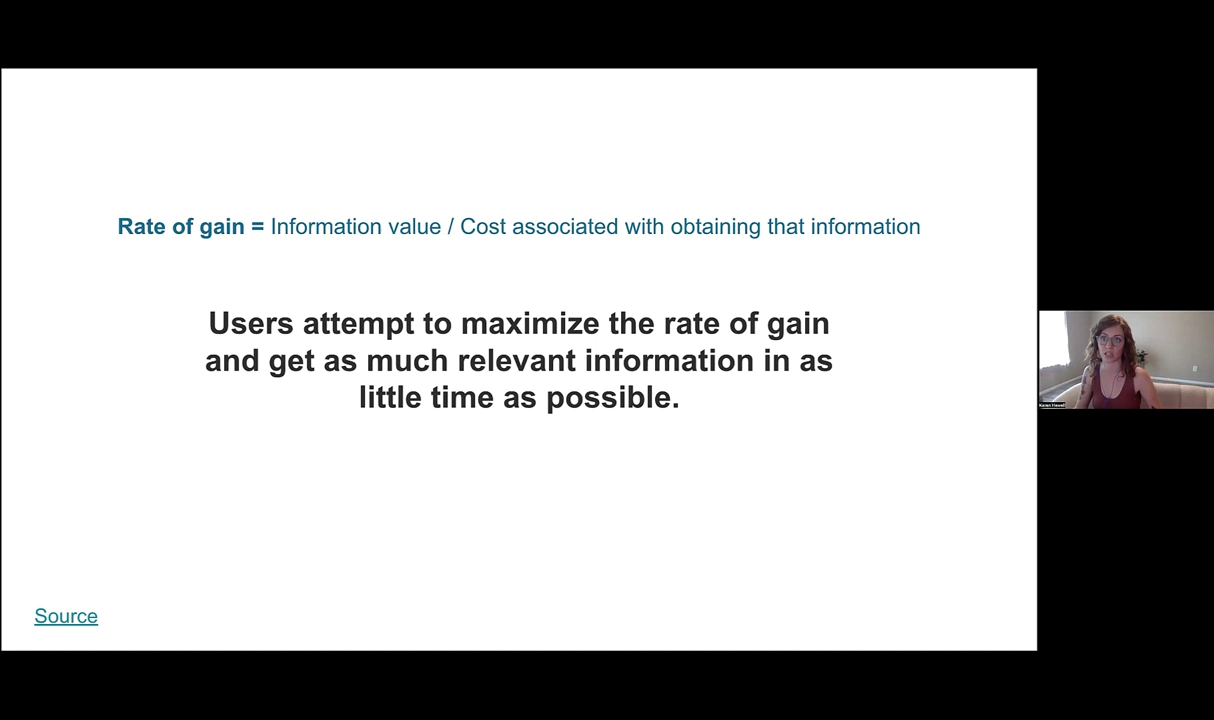 Rate of gain = Information value / Cost associated with obtaining that information
Users attempt to maximize the rate of gain
and get as much relevant information in as
little time as possible.
Source